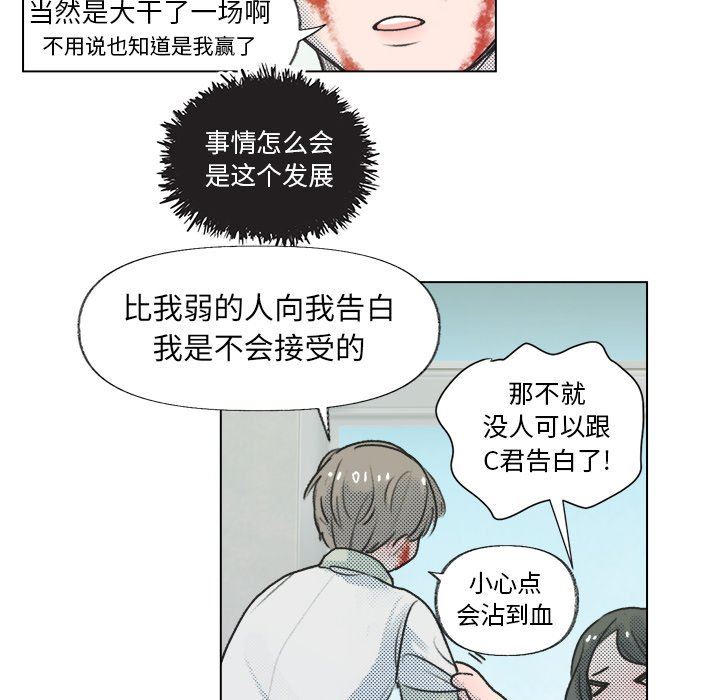 当然是大干了一场啊
不用说也知道是我赢了
事情怎么会
是这个发展
比我弱的人向我告白
我是不会接受的
那不就
没人可以跟
C君告白了!
小心点
会沾到血